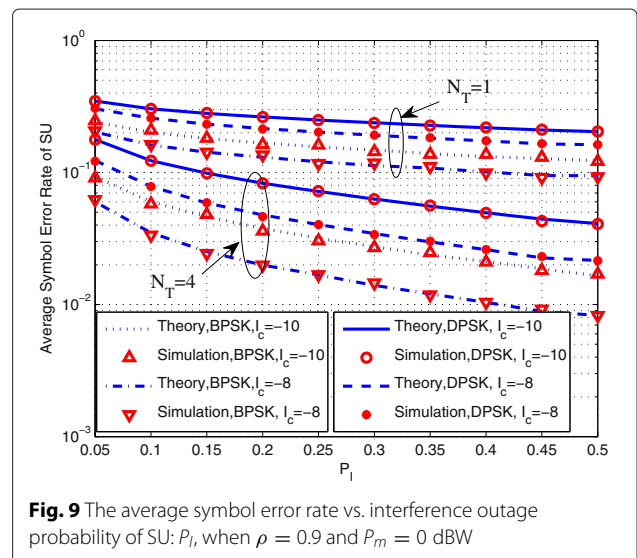 10⁰
10⁻¹
10⁻²
10⁻³
Average Symbol Error Rate of SU
N_T=1
N_T=4
Theory,BPSK,I_c=−10
Simulation,BPSK,I_c=−10
Theory,BPSK,I_c=−8
Simulation,BPSK, I_c=−8
Theory,DPSK, I_c=−10
Simulation,DPSK, I_c=−10
Theory,DPSK, I_c=−8
Simulation,DPSK, I_c=−8
0.05 0.1 0.15 0.2 0.25 0.3 0.35 0.4 0.45 0.5
P_I
Fig. 9 The average symbol error rate vs. interference outage
probability of SU: P_I, when ρ = 0.9 and P_m = 0 dBW